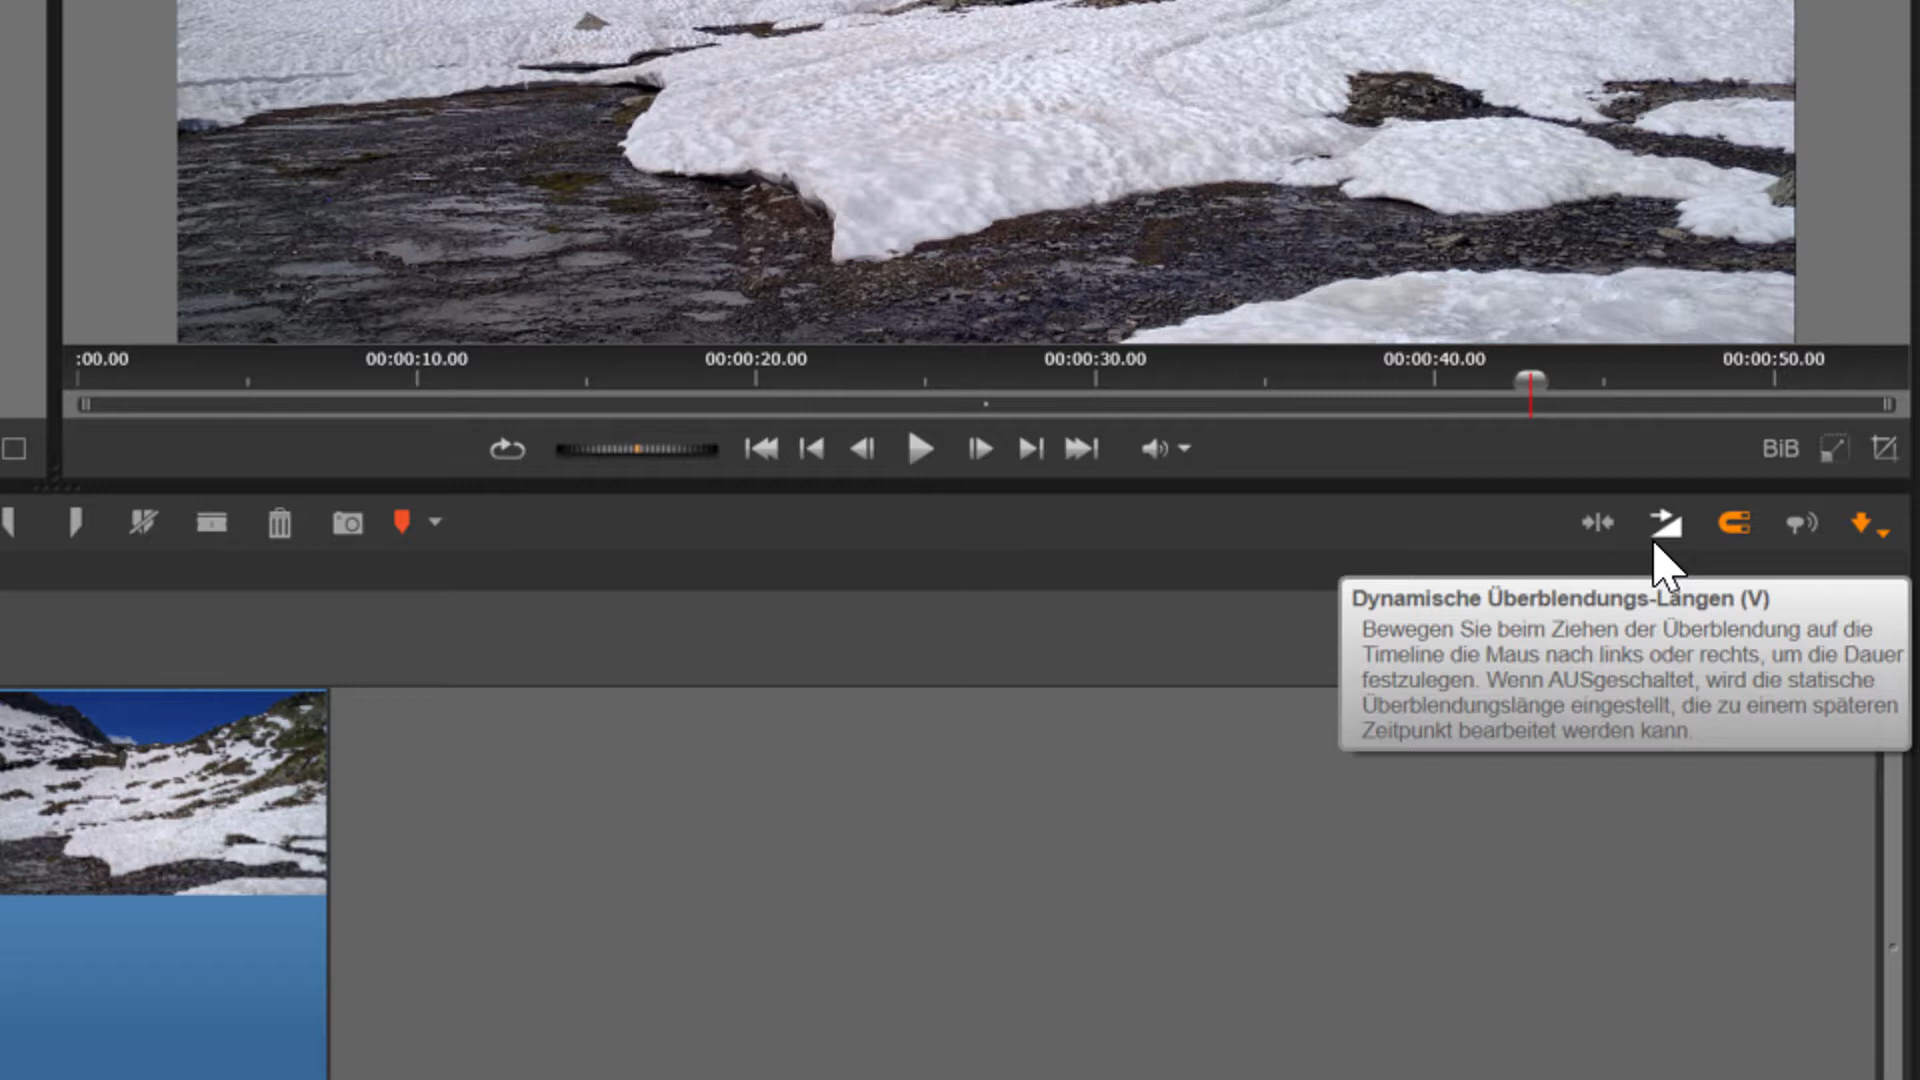 :00.00 00:00:10.00 00:00:20.00 00:00:30.00 00:00:40.00 00:00:50.00
BiB
Dynamische Überblendungs-Längen (V)
Bewegen Sie beim Ziehen der Überblendung auf die
Timeline die Maus nach links oder rechts, um die Dauer
festzulegen. Wenn AUSgeschaltet, wird die statische
Überblendungslänge eingestellt, die zu einem späteren
Zeitpunkt bearbeitet werden kann.